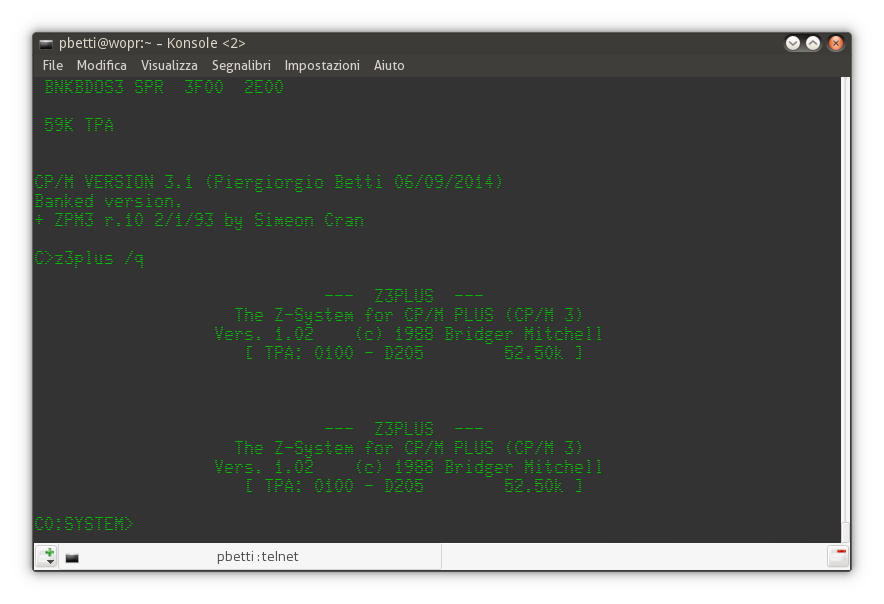 pbetti@wopr:~ – Konsole <2>
File Modifica Visualizza Segnalibri Impostazioni Aiuto
BNKBDOS3 SPR 3F00 2E00
59K TPA
CP/M VERSION 3.1 (Piergiorgio Betti 06/09/2014)
Banked version.
+ ZPM3 r.10 2/1/93 by Simeon Cran
C>z3plus /q
--- Z3PLUS ---
The Z-System for CP/M PLUS (CP/M 3)
Vers. 1.02 (c) 1988 Bridger Mitchell
[ TPA: 0100 - D205 52.50k ]
--- Z3PLUS ---
The Z-System for CP/M PLUS (CP/M 3)
Vers. 1.02 (c) 1988 Bridger Mitchell
[ TPA: 0100 - D205 52.50k ]
C0:SYSTEM>
pbetti : telnet